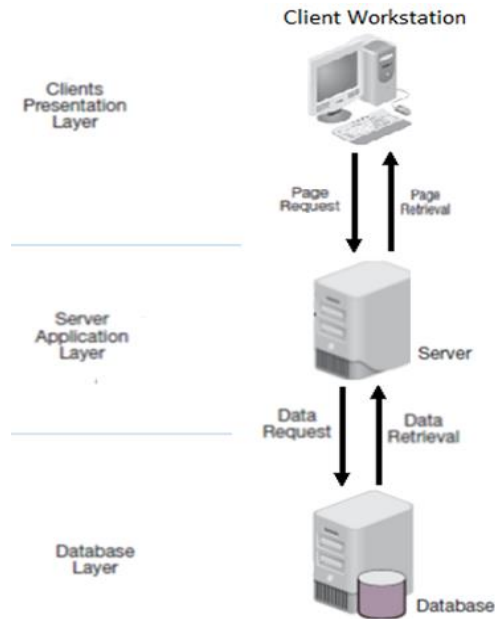 Client Workstation
Clients
Presentation
Layer
Page
Request
Page
Retrieval
Server
Application
Layer
Server
Data
Request
Data
Retrieval
Database
Layer
Database